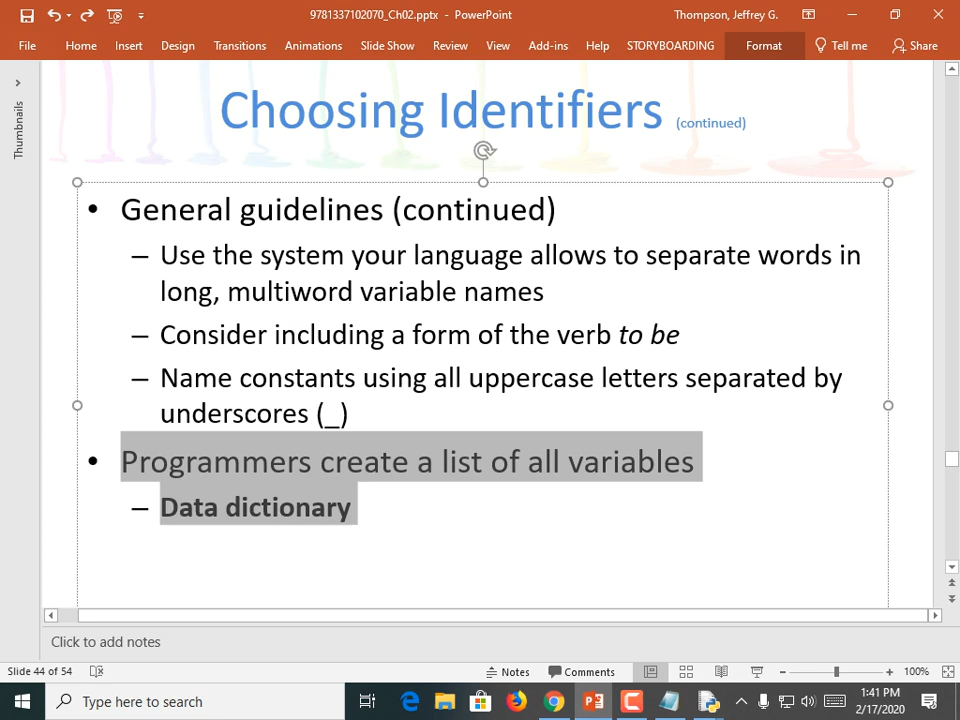 9781337102070_Ch02.pptx - PowerPoint
Thompson, Jeffrey G.
File Home Insert Design Transitions Animations Slide Show Review View Add-ins Help STORYBOARDING Format Tell me Share
Thumbnails
Choosing Identifiers (continued)
• General guidelines (continued)
– Use the system your language allows to separate words in
long, multiword variable names
– Consider including a form of the verb to be
– Name constants using all uppercase letters separated by
underscores (_)
• Programmers create a list of all variables
– Data dictionary
Click to add notes
Slide 44 of 54 Notes Comments 100%
Type here to search
1:41 PM
2/17/2020